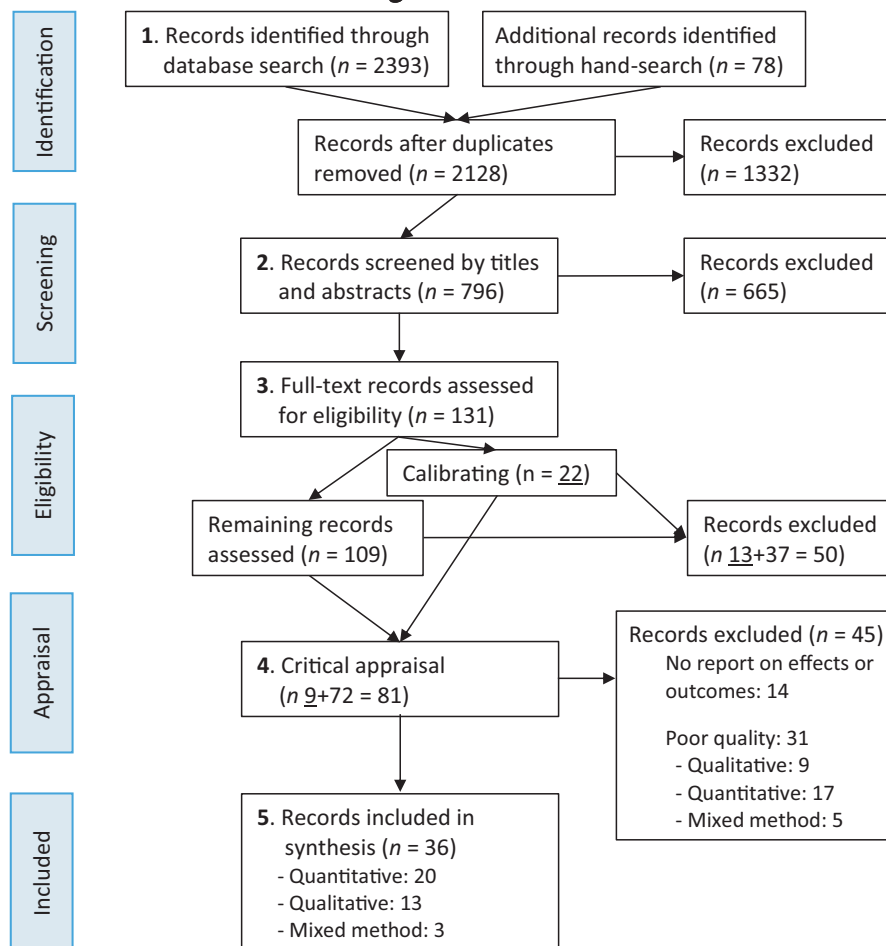 Identification
1. Records identified through
database search (n = 2393)
Additional records identified
through hand-search (n = 78)
Records after duplicates
removed (n = 2128)
Records excluded
(n = 1332)
Screening
2. Records screened by titles
and abstracts (n = 796)
Records excluded
(n = 665)
Eligibility
3. Full-text records assessed
for eligibility (n = 131)
Calibrating (n = 22)
Remaining records
assessed (n = 109)
Records excluded
(n 13+37 = 50)
Appraisal
4. Critical appraisal
(n 9+72 = 81)
Records excluded (n = 45)
No report on effects or
outcomes: 14
Poor quality: 31
- Qualitative: 9
- Quantitative: 17
- Mixed method: 5
Included
5. Records included in
synthesis (n = 36)
- Quantitative: 20
- Qualitative: 13
- Mixed method: 3